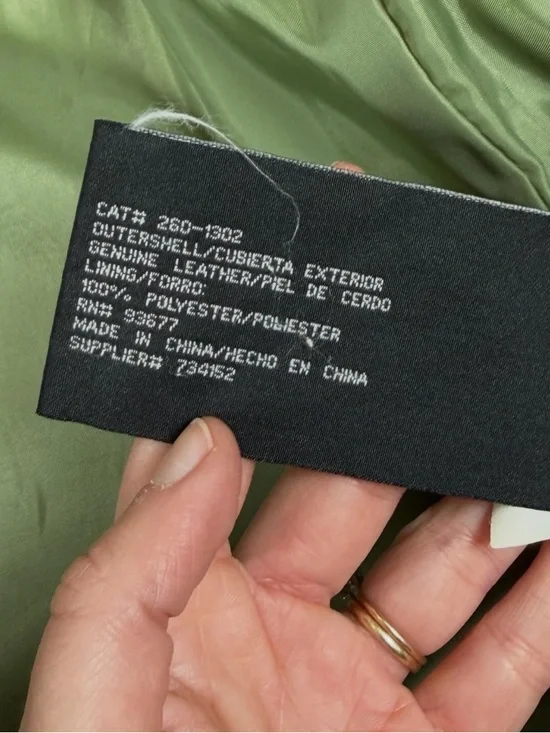 CAT# 260-1302
OUTERSHELL/CUBIERTA EXTERIOR
GENUINE LEATHER/PIEL DE CERDO
LINING/FORRO:
100% POLYESTER/POLIESTER
RN# 93677
MADE IN CHINA/HECHO EN CHINA
SUPPLIER# 734152